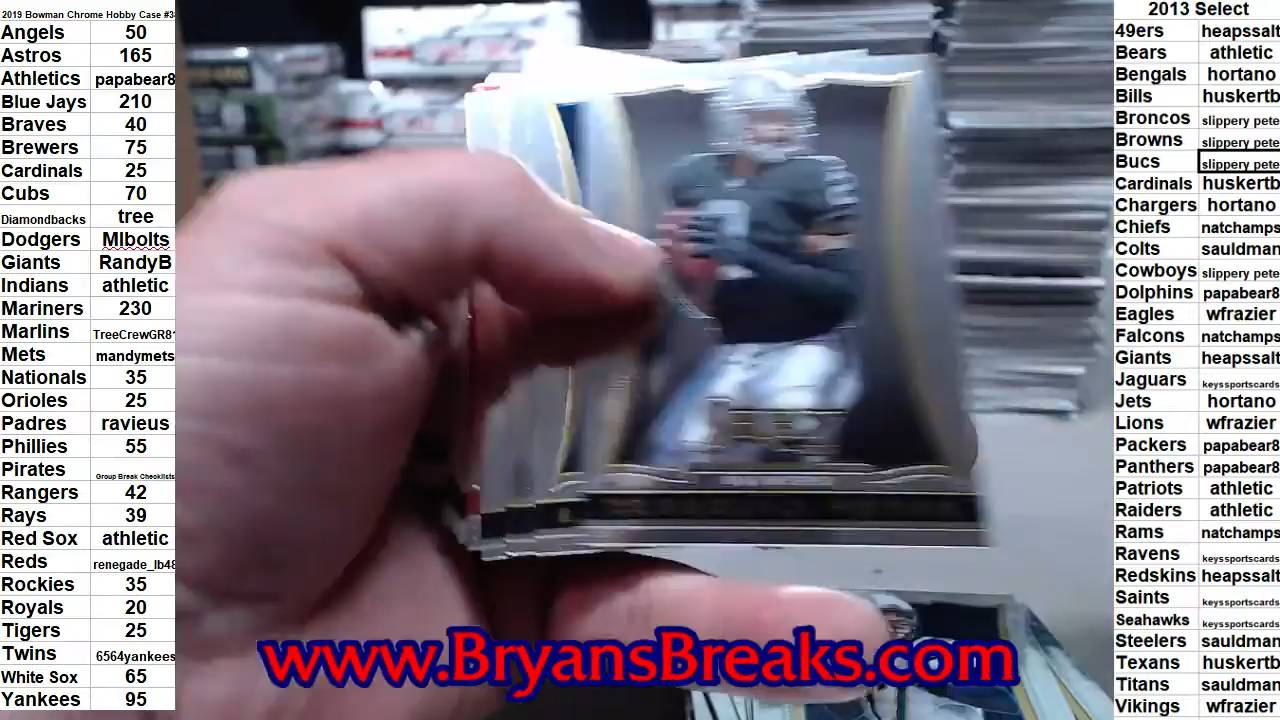 2019 Bowman Chrome Hobby Case #3
Angels 50
Astros 165
Athletics papabear8
Blue Jays 210
Braves 40
Brewers 75
Cardinals 25
Cubs 70
Diamondbacks tree
Dodgers Mlbolts
Giants RandyB
Indians athletic
Mariners 230
Marlins TreeCrewGR8
Mets mandymets
Nationals 35
Orioles 25
Padres ravieus
Phillies 55
Pirates Group Break Checklists
Rangers 42
Rays 39
Red Sox athletic
Reds renegade_lb48
Rockies 35
Royals 20
Tigers 25
Twins 6564yankees
White Sox 65
Yankees 95
2013 Select
49ers heapssalt
Bears athletic
Bengals hortano
Bills huskertb
Broncos slippery pete
Browns slippery pete
Bucs slippery pete
Cardinals huskertb
Chargers hortano
Chiefs natchamps
Colts sauldman
Cowboys slippery pete
Dolphins papabear8
Eagles wfrazier
Falcons natchamps
Giants heapssalt
Jaguars keyssportscards
Jets hortano
Lions wfrazier
Packers papabear8
Panthers papabear8
Patriots athletic
Raiders athletic
Rams natchamps
Ravens keyssportscards
Redskins heapssalt
Saints keyssportscards
Seahawks keyssportscards
Steelers sauldman
Texans huskertb
Titans sauldman
Vikings wfrazier
www.BryansBreaks.com